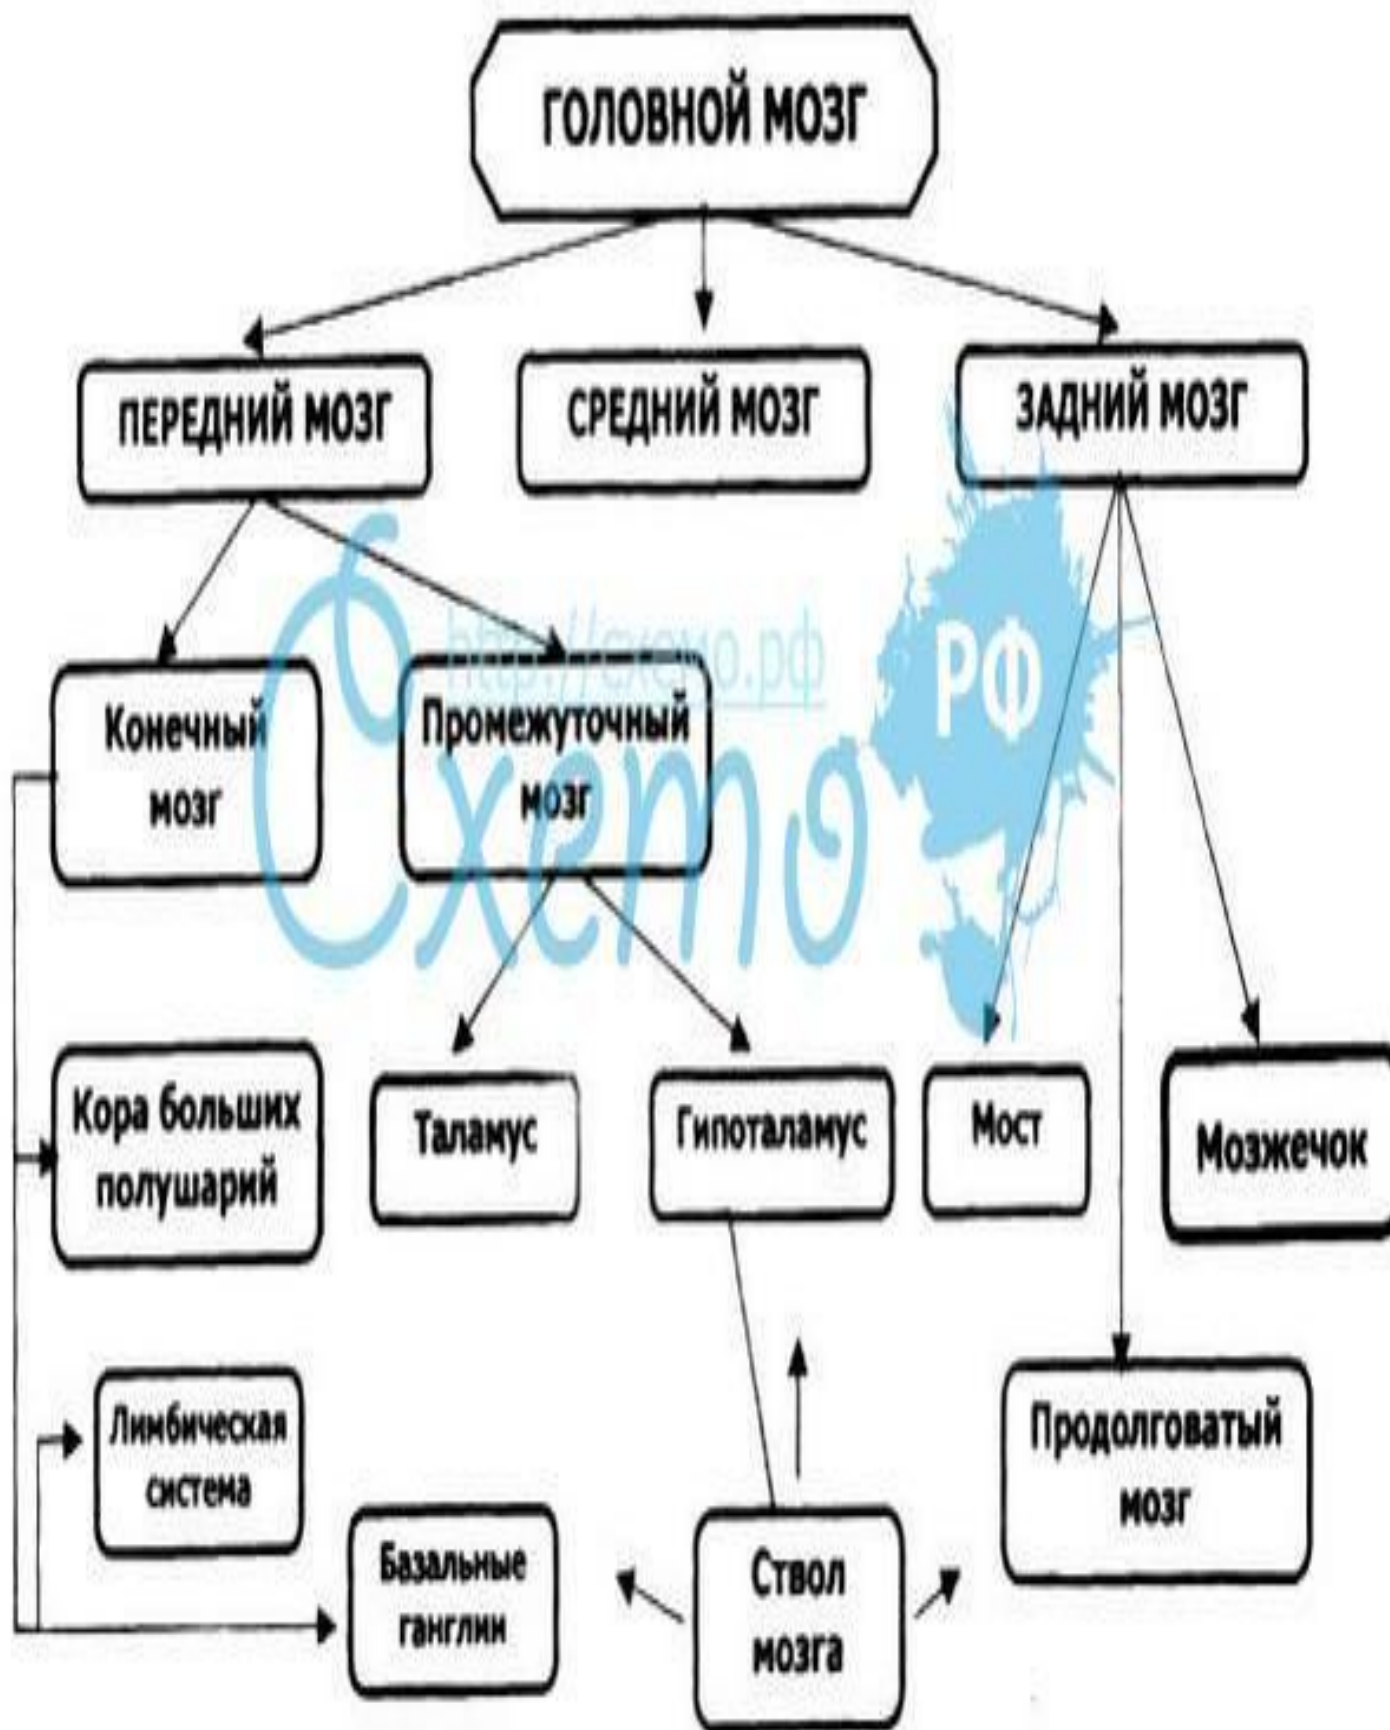 ГОЛОВНОЙ МОЗГ
ПЕРЕДНИЙ МОЗГ
СРЕДНИЙ МОЗГ
ЗАДНИЙ МОЗГ
http://схемо.рф
Схемо
РФ
Конечный
мозг
Промежуточный
мозг
Кора больших
полушарий
Таламус
Гипоталамус
Мост
Мозжечок
Лимбическая
система
Базальные
ганглии
Ствол
мозга
Продолговатый
мозг